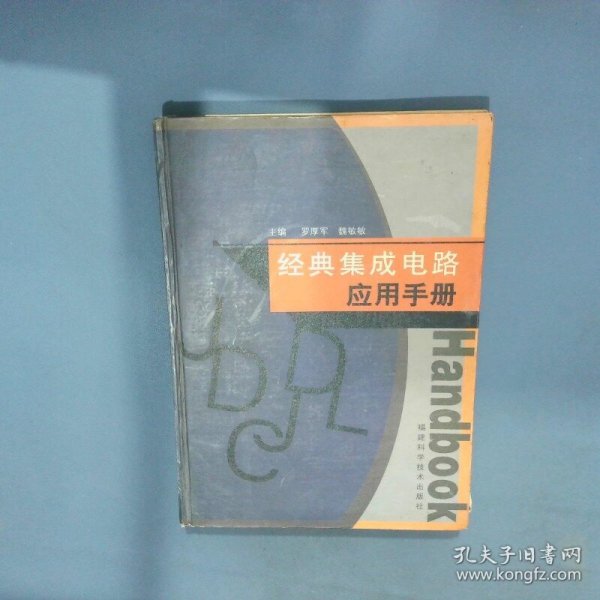 主编 罗厚军 魏敏敏
经典集成电路
应用手册
Handbook
福建科学技术出版社
孔夫子旧书网
www.kongfz.com